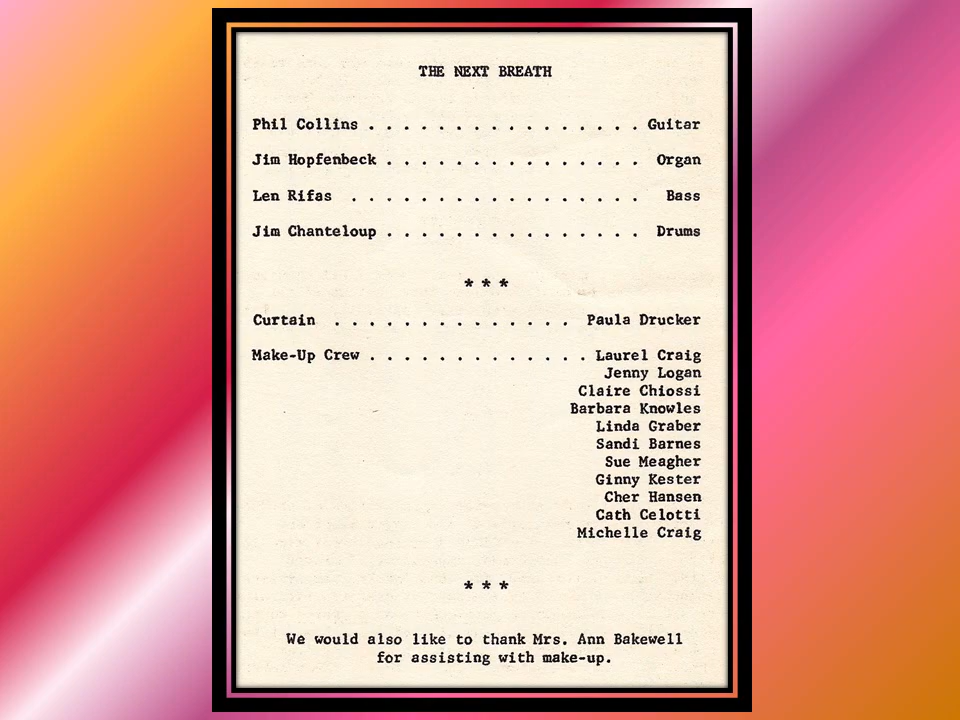 THE NEXT BREATH
Phil Collins . . . . . . . . . . . . . . . . Guitar
Jim Hopfenbeck . . . . . . . . . . . . . . . Organ
Len Rifas . . . . . . . . . . . . . . . . . Bass
Jim Chanteloup . . . . . . . . . . . . . . . Drums
* * *
Curtain . . . . . . . . . . . . . . Paula Drucker
Make-Up Crew . . . . . . . . . . . . . Laurel Craig
Jenny Logan
Claire Chiossi
Barbara Knowles
Linda Graber
Sandi Barnes
Sue Meagher
Ginny Kester
Cher Hansen
Cath Celotti
Michelle Craig
* * *
We would also like to thank Mrs. Ann Bakewell
for assisting with make-up.